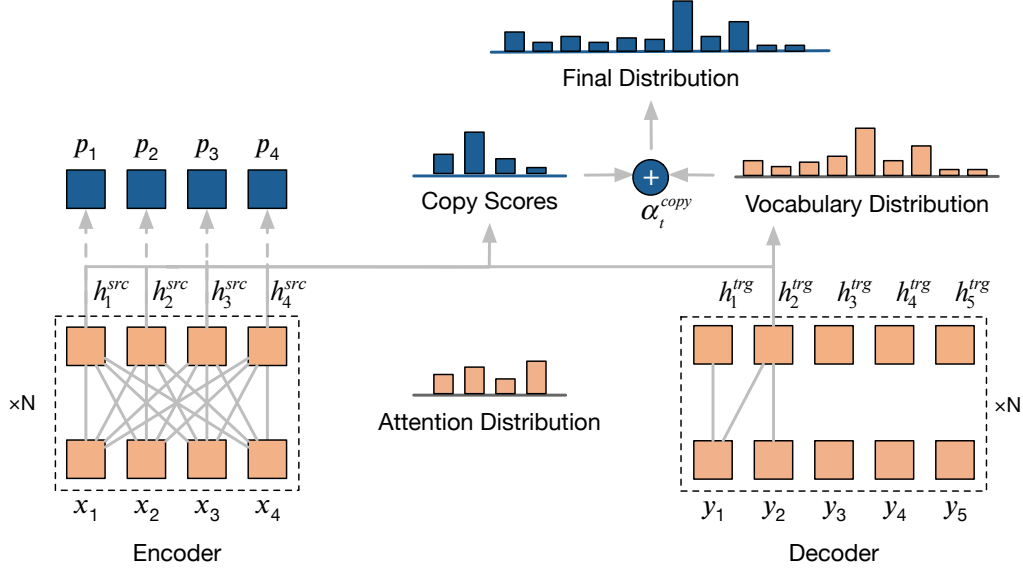 Final Distribution
p₁ p₂ p₃ p₄
+
Copy Scores
αₜᶜᵒᵖʸ
Vocabulary Distribution
h₁^src h₂^src h₃^src h₄^src
h₁^trg h₂^trg h₃^trg h₄^trg h₅^trg
×N
Attention Distribution
×N
x₁ x₂ x₃ x₄
y₁ y₂ y₃ y₄ y₅
Encoder
Decoder